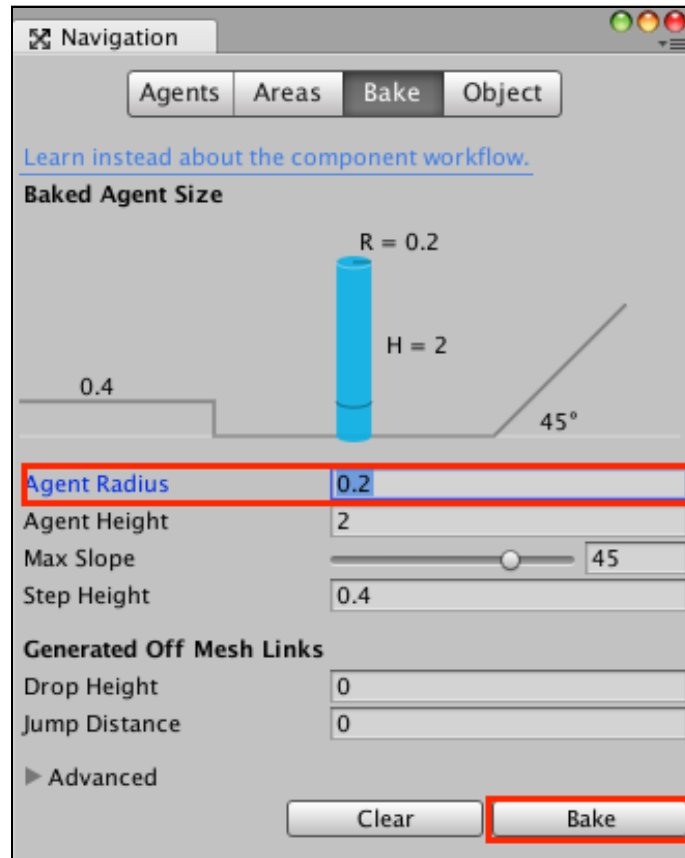 Navigation
Agents Areas Bake Object
Learn instead about the component workflow.
Baked Agent Size
R = 0.2
H = 2
0.4
45°
Agent Radius 0.2
Agent Height 2
Max Slope 45
Step Height 0.4
Generated Off Mesh Links
Drop Height 0
Jump Distance 0
Advanced
Clear Bake